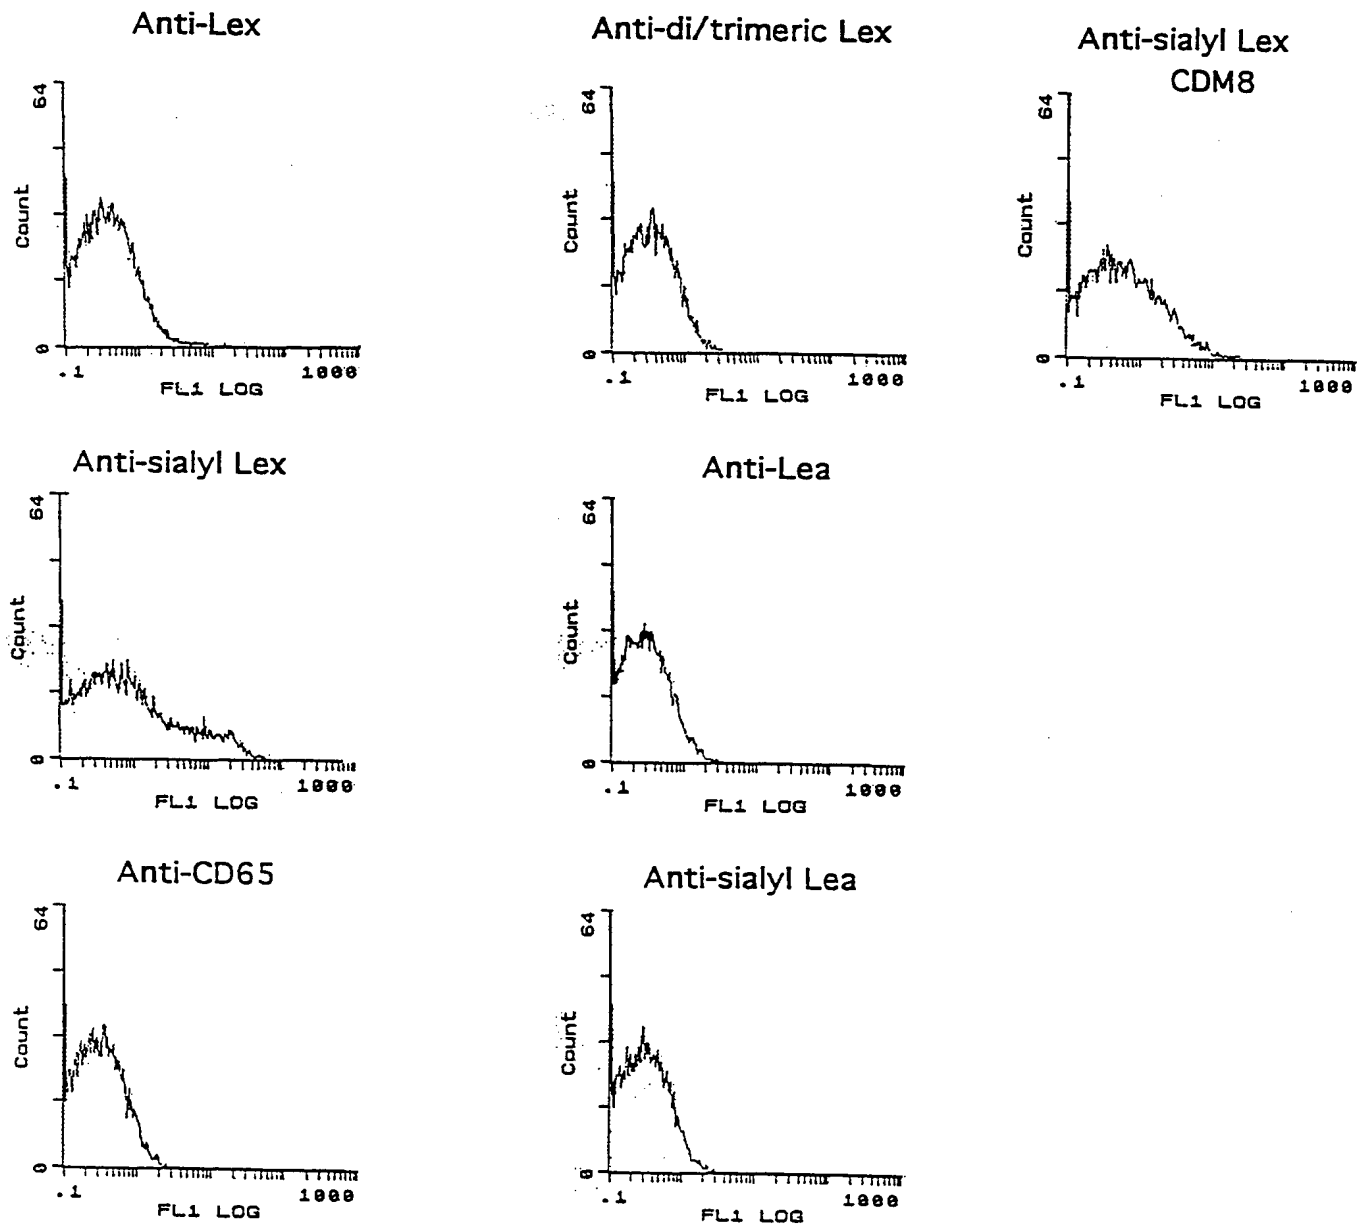 Anti-Lex
64
Count
0
.1
1000
FL1 LOG
Anti-di/trimeric Lex
64
Count
0
.1
1000
FL1 LOG
Anti-sialyl Lex
CDM8
64
Count
0
.1
1000
FL1 LOG
Anti-sialyl Lex
64
Count
0
.1
1000
FL1 LOG
Anti-Lea
64
Count
0
.1
1000
FL1 LOG
Anti-CD65
64
Count
0
.1
1000
FL1 LOG
Anti-sialyl Lea
64
Count
0
.1
1000
FL1 LOG